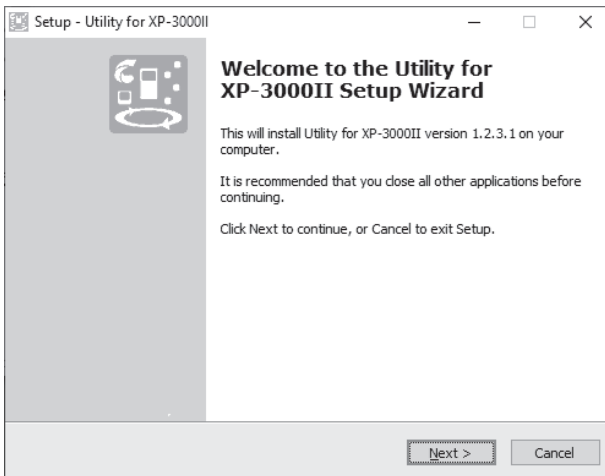 Setup - Utility for XP-3000II
Welcome to the Utility for
XP-3000II Setup Wizard
This will install Utility for XP-3000II version 1.2.3.1 on your
computer.
It is recommended that you close all other applications before
continuing.
Click Next to continue, or Cancel to exit Setup.
Next >
Cancel